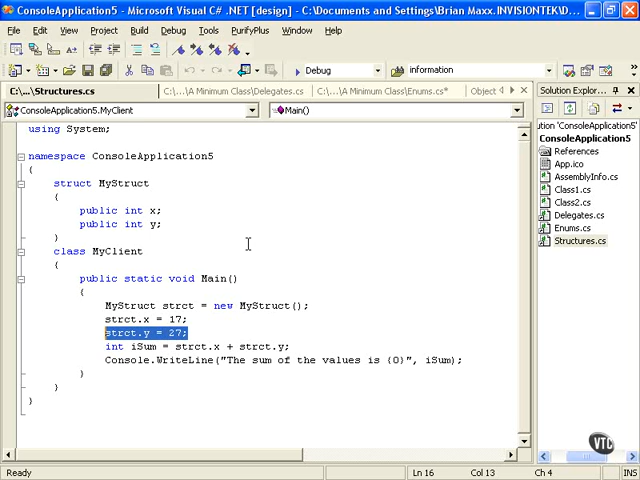 ConsoleApplication5 - Microsoft Visual C# .NET [design] - C:\Documents and Settings\Brian Maxx.INVISIONTEK\D...
File Edit View Project Build Debug Tools PurifyPlus Window Help
Debug information
C:\...\Structures.cs C:\...\A Minimum Class\Delegates.cs C:\...\A Minimum Class\Enums.cs* Object
ConsoleApplication5.MyClient Main()
using System;
namespace ConsoleApplication5
{
struct MyStruct
{
public int x;
public int y;
}
class MyClient
{
public static void Main()
{
MyStruct strct = new MyStruct();
strct.x = 17;
strct.y = 27;
int iSum = strct.x + strct.y;
Console.WriteLine("The sum of the values is {0}", iSum);
}
}
}
Solution Explor...
ution 'ConsoleApplication5'
ConsoleApplication5
References
App.ico
AssemblyInfo.cs
Class1.cs
Class2.cs
Delegates.cs
Enums.cs
Structures.cs
VTC
Ready Ln 16 Col 13 Ch 4 INS